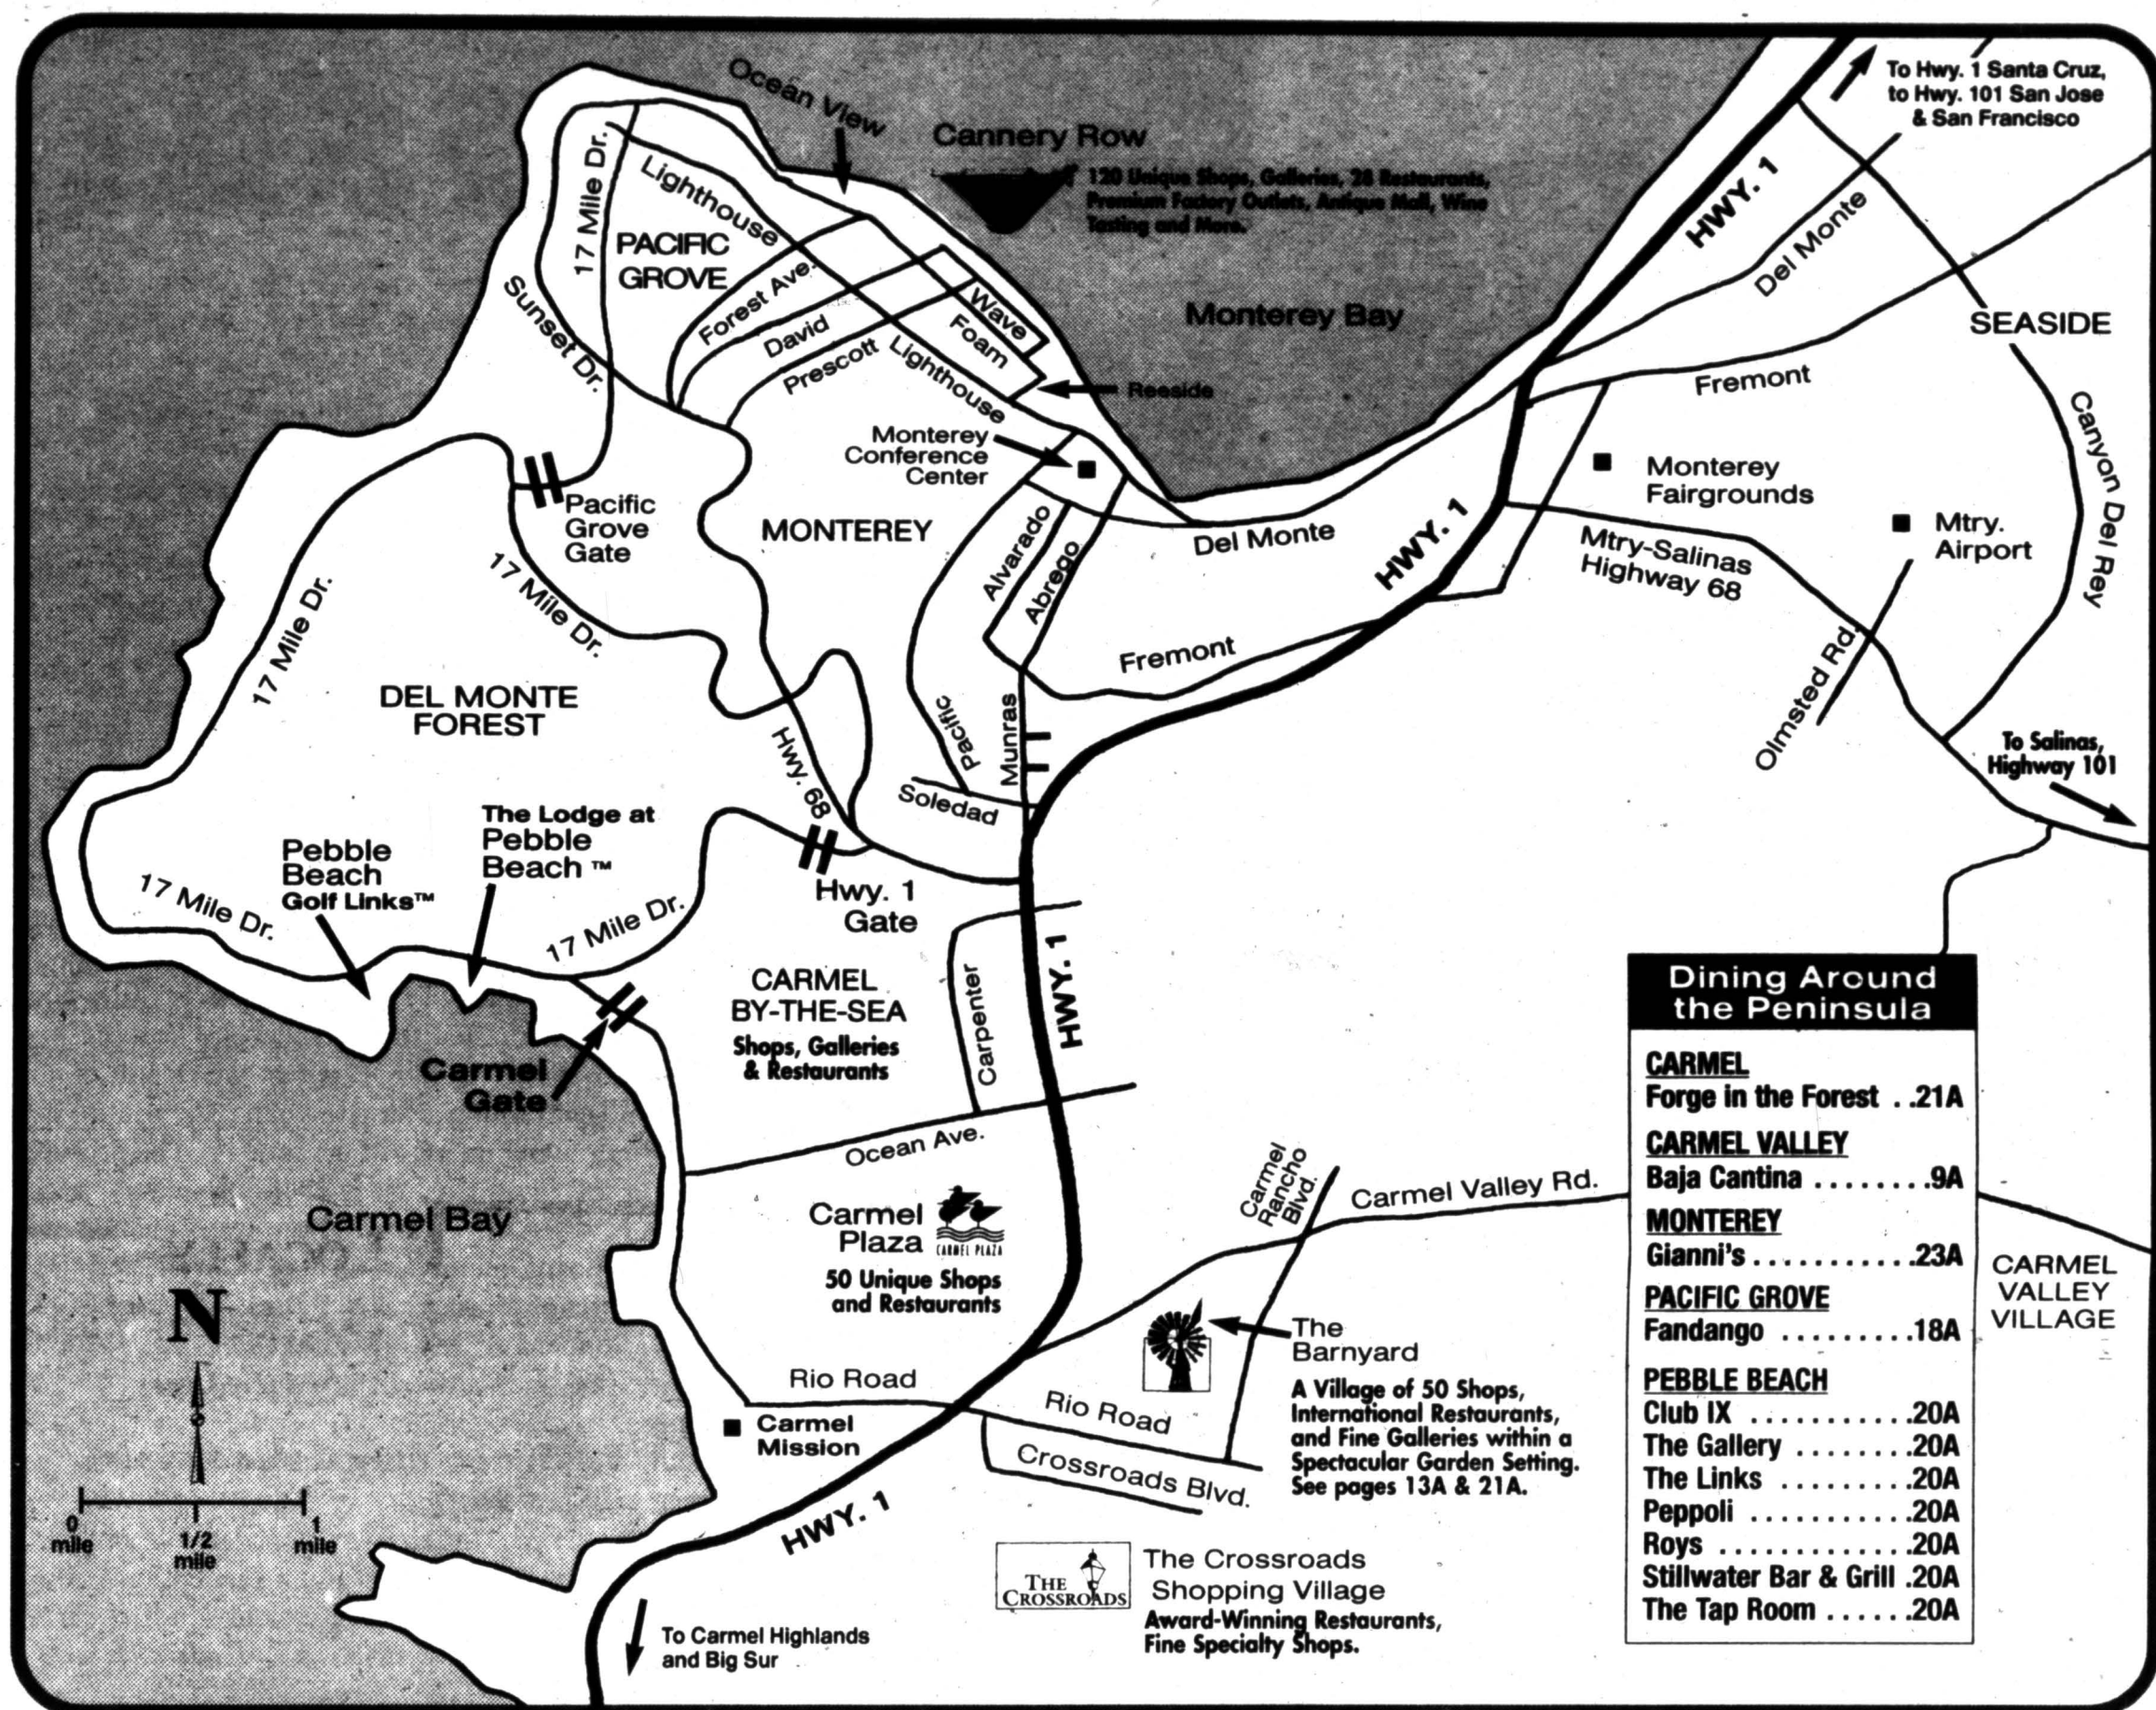 Ocean View
Cannery Row
120 Unique Shops, Galleries, 28 Restaurants,
Premium Factory Outlets, Antique Mall, Wine
Tasting and More.
To Hwy. 1 Santa Cruz,
to Hwy. 101 San Jose
& San Francisco
17 Mile Dr.
Lighthouse
PACIFIC
GROVE
Sunset Dr.
Forest Ave.
David
Prescott
Lighthouse
Wave
Foam
Reeside
Monterey Bay
HWY. 1
Del Monte
SEASIDE
Fremont
Canyon Del Rey
Monterey
Conference
Center
Monterey
Fairgrounds
Mtry.
Airport
Pacific
Grove
Gate
MONTEREY
Alvarado
Abrego
Del Monte
HWY. 1
Mtry-Salinas
Highway 68
17 Mile Dr.
17 Mile Dr.
DEL MONTE
FOREST
Fremont
Olmsted Rd.
To Salinas,
Highway 101
Hwy. 68
Pacific
Munras
Soledad
The Lodge at
Pebble
Beach ™
Pebble
Beach
Golf Links™
17 Mile Dr.
17 Mile Dr.
Hwy. 1
Gate
CARMEL
BY-THE-SEA
Shops, Galleries
& Restaurants
Carpenter
HWY. 1
Carmel
Gate
Ocean Ave.
Carmel Bay
Carmel
Plaza
CARMEL PLAZA
50 Unique Shops
and Restaurants
Carmel
Rancho
Blvd.
Carmel Valley Rd.
CARMEL
VALLEY
VILLAGE
N
0
mile
1/2
mile
1
mile
Rio Road
Carmel
Mission
Rio Road
Crossroads Blvd.
The
Barnyard
A Village of 50 Shops,
International Restaurants,
and Fine Galleries within a
Spectacular Garden Setting.
See pages 13A & 21A.
HWY. 1
THE
CROSSROADS
The Crossroads
Shopping Village
Award-Winning Restaurants,
Fine Specialty Shops.
To Carmel Highlands
and Big Sur
Dining Around
the Peninsula
CARMEL
Forge in the Forest ..21A
CARMEL VALLEY
Baja Cantina ........9A
MONTEREY
Gianni's...........23A
PACIFIC GROVE
Fandango .........18A
PEBBLE BEACH
Club IX ...........20A
The Gallery ........20A
The Links .........20A
Peppoli ...........20A
Roys .............20A
Stillwater Bar & Grill .20A
The Tap Room ......20A